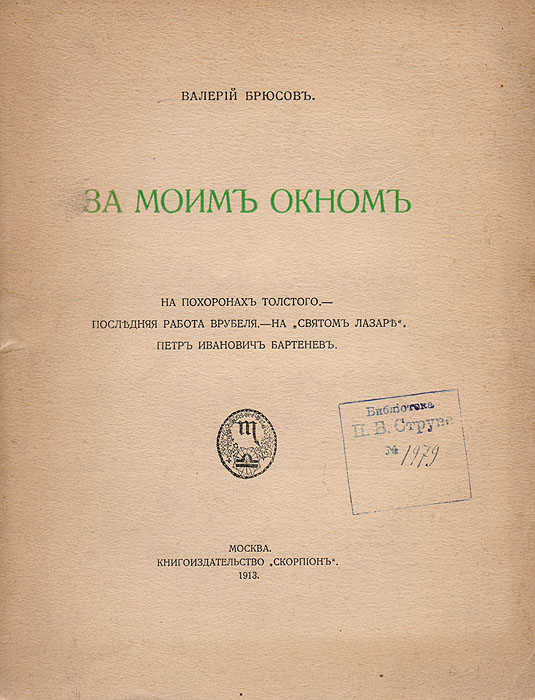 ВАЛЕРІЙ БРЮСОВЪ.
ЗА МОИМЪ ОКНОМЪ
НА ПОХОРОНАХЪ ТОЛСТОГО.—
ПОСЛѢДНЯЯ РАБОТА ВРУБЕЛЯ.—НА „СВЯТОМЪ ЛАЗАРѢ“.
ПЕТРЪ ИВАНОВИЧЪ БАРТЕНЕВЪ.
Библіотека
П. Б. Струве
№ 1979
МОСКВА.
КНИГОИЗДАТЕЛЬСТВО „СКОРПІОНЪ“.
1913.